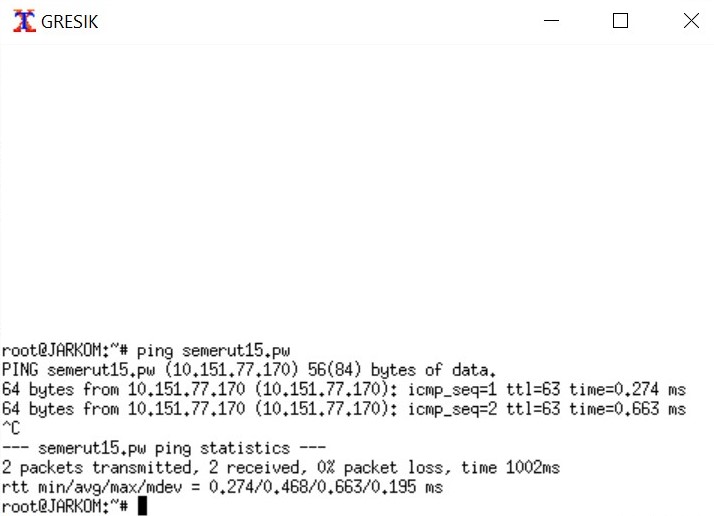 GRESIK
root@JARKOM:~# ping semerut15.pw
PING semerut15.pw (10.151.77.170) 56(84) bytes of data.
64 bytes from 10.151.77.170 (10.151.77.170): icmp_seq=1 ttl=63 time=0.274 ms
64 bytes from 10.151.77.170 (10.151.77.170): icmp_seq=2 ttl=63 time=0.663 ms
^C
--- semerut15.pw ping statistics ---
2 packets transmitted, 2 received, 0% packet loss, time 1002ms
rtt min/avg/max/mdev = 0.274/0.468/0.663/0.195 ms
root@JARKOM:~#